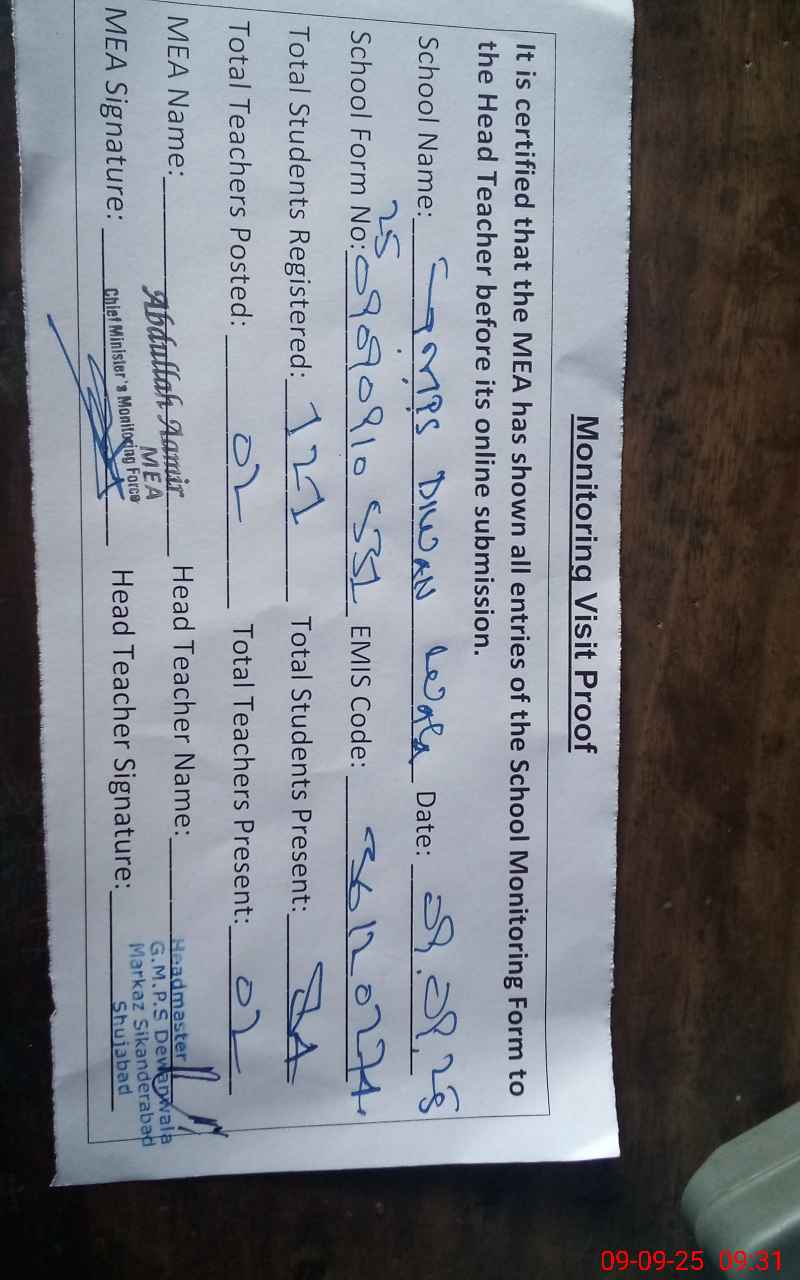 Monitoring Visit Proof
It is certified that the MEA has shown all entries of the School Monitoring Form to
the Head Teacher before its online submission.
School Name: GMPS DIWAN Wala Date: 09.09.25
School Form No: 2509090910531 EMIS Code: 36120274
Total Students Registered: 121 Total Students Present:
Total Teachers Posted: 02 Total Teachers Present: 02
MEA Name: Abdullah Aamir Head Teacher Name:
MEA
Chief Minister's Monitoring Force
MEA Signature: Head Teacher Signature:
Headmaster
G.M.P.S Dewanwala
Markaz Sikanderabad
Shujabad
09-09-25 09:31